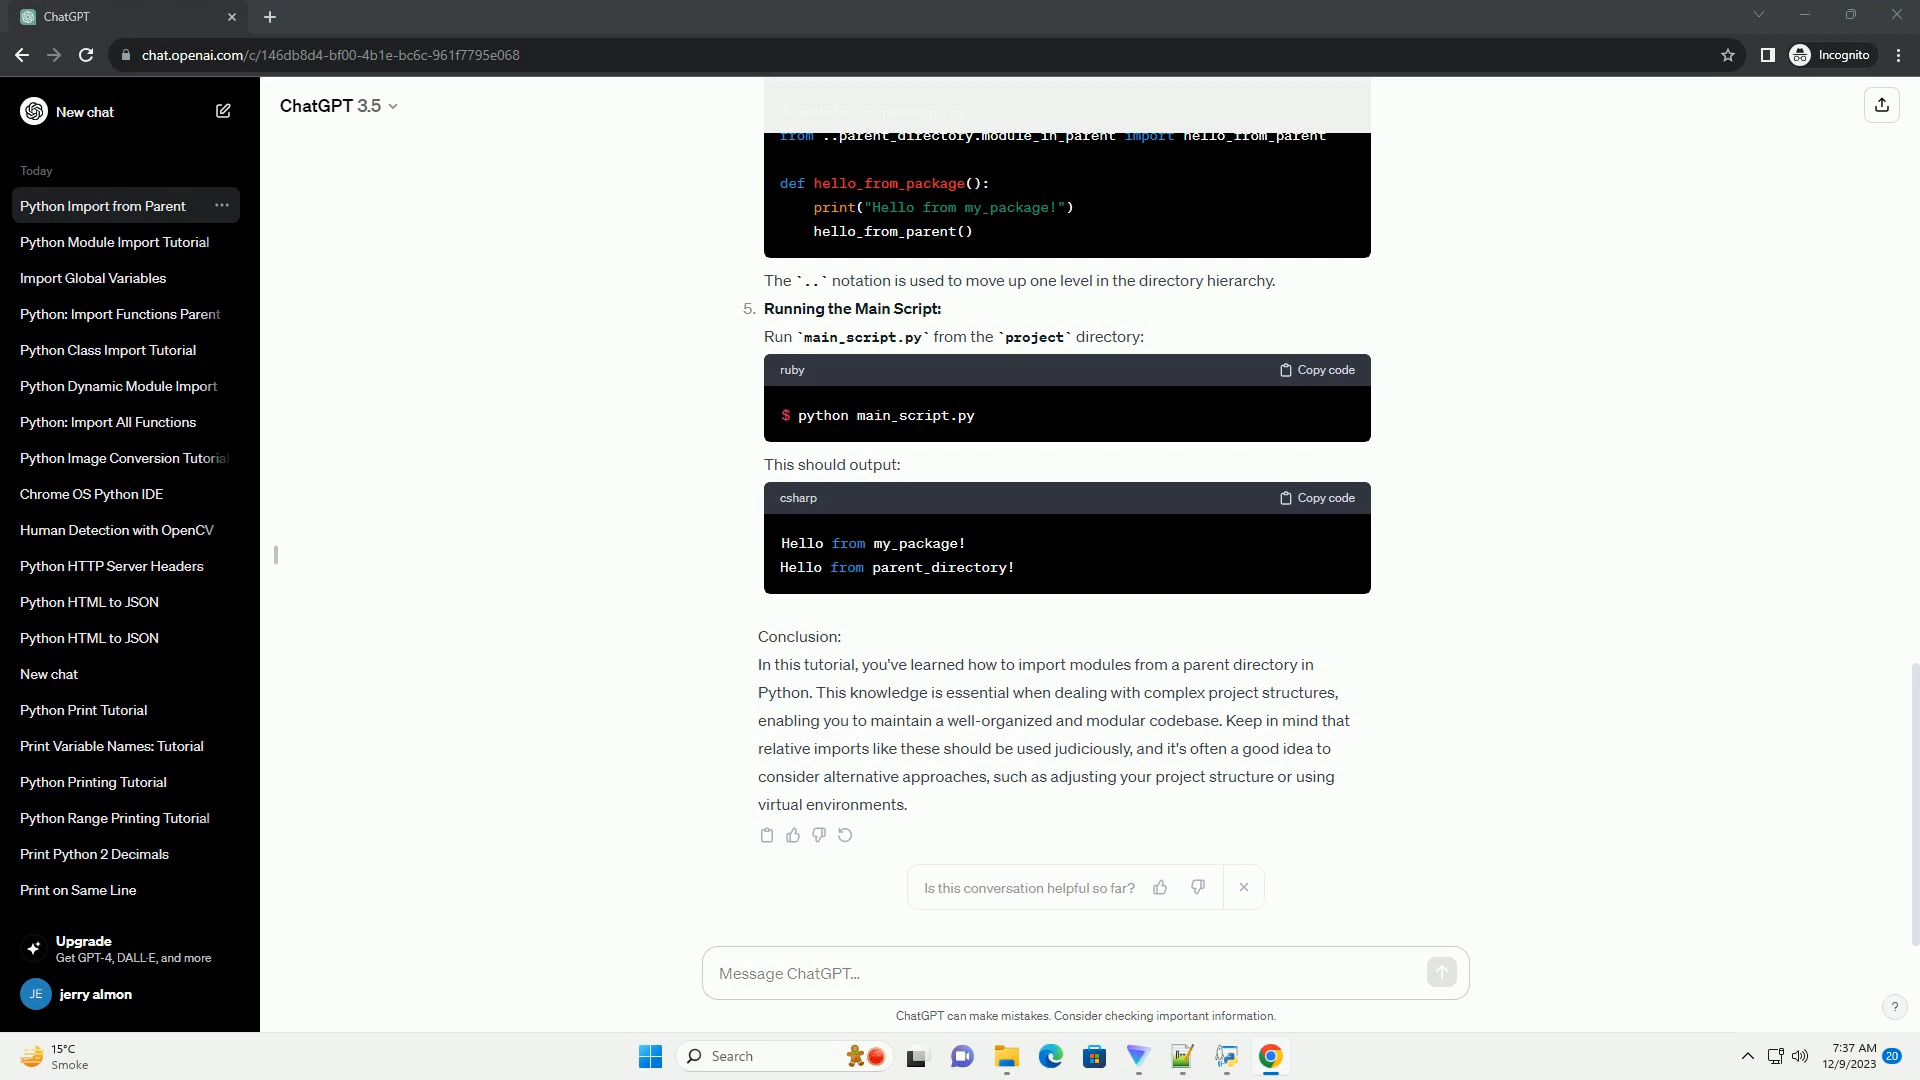 ChatGPT
chat.openai.com/c/146db8d4-bf00-4b1e-bc6c-961f7795e068
Incognito
New chat
Today
Python Import from Parent
Python Module Import Tutorial
Import Global Variables
Python: Import Functions Parent
Python Class Import Tutorial
Python Dynamic Module Import
Python: Import All Functions
Python Image Conversion Tutorial
Chrome OS Python IDE
Human Detection with OpenCV
Python HTTP Server Headers
Python HTML to JSON
Python HTML to JSON
New chat
Python Print Tutorial
Print Variable Names: Tutorial
Python Printing Tutorial
Python Range Printing Tutorial
Print Python 2 Decimals
Print on Same Line
Upgrade
Get GPT-4, DALL·E, and more
JE jerry almon
ChatGPT 3.5
from ..parent_directory.module_in_parent import hello_from_parent
def hello_from_package():
print("Hello from my_package!")
hello_from_parent()
The `..` notation is used to move up one level in the directory hierarchy.
5. Running the Main Script:
Run `main_script.py` from the `project` directory:
ruby Copy code
$ python main_script.py
This should output:
csharp Copy code
Hello from my_package!
Hello from parent_directory!
Conclusion:
In this tutorial, you've learned how to import modules from a parent directory in
Python. This knowledge is essential when dealing with complex project structures,
enabling you to maintain a well-organized and modular codebase. Keep in mind that
relative imports like these should be used judiciously, and it's often a good idea to
consider alternative approaches, such as adjusting your project structure or using
virtual environments.
Is this conversation helpful so far?
Message ChatGPT...
ChatGPT can make mistakes. Consider checking important information.
?
15°C
Smoke
Search
7:37 AM
12/9/2023
20